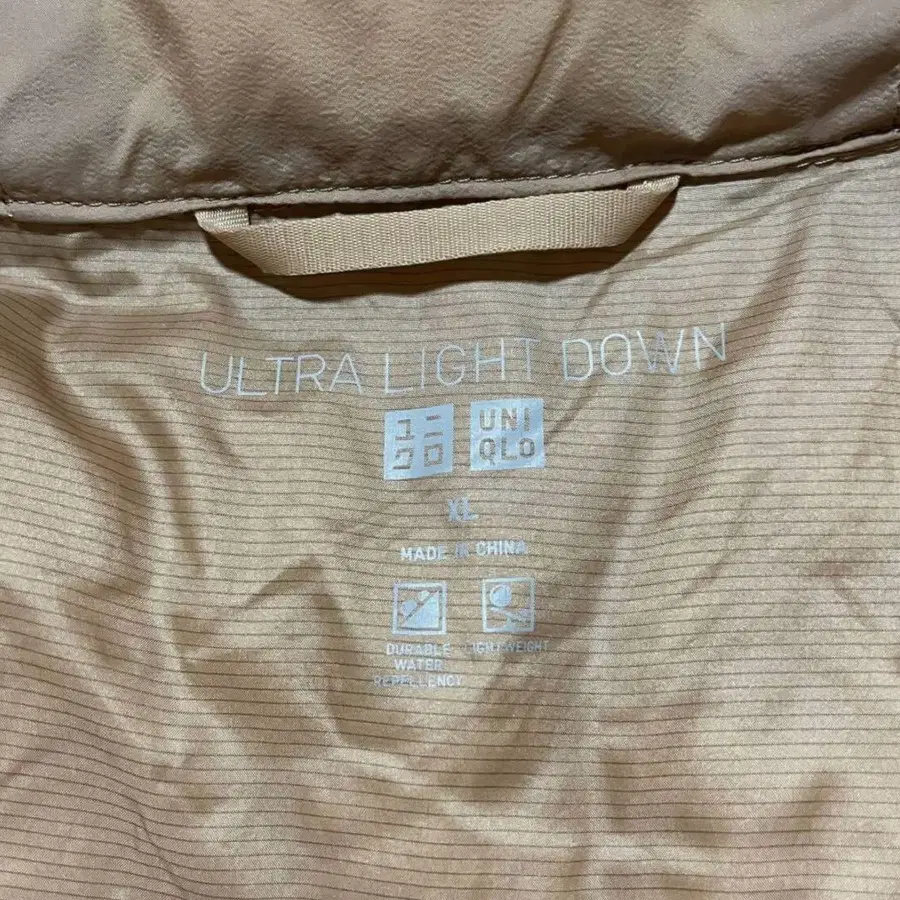 ULTRA LIGHT DOWN
ユニ UNI
クロ QLO
XL
MADE IN CHINA
DURABLE WATER REPELLENCY
LIGHTWEIGHT